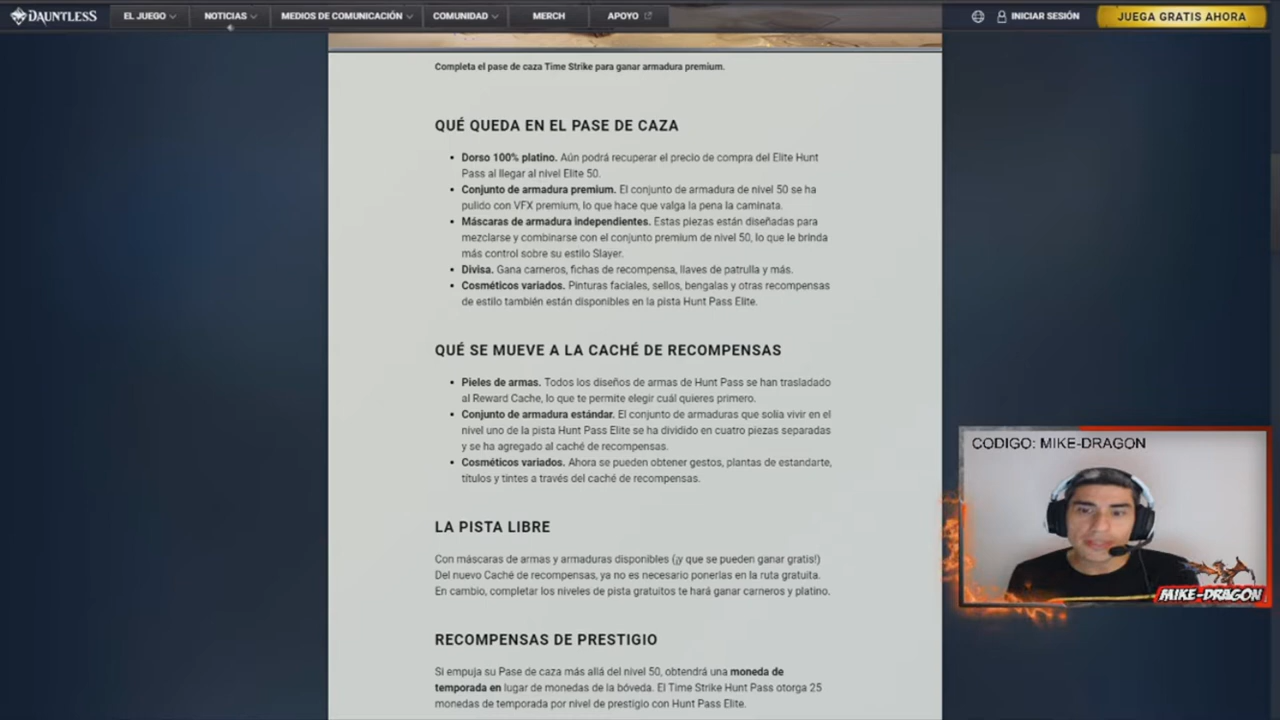 DAUNTLESS
EL JUEGO
NOTICIAS
MEDIOS DE COMUNICACIÓN
COMUNIDAD
MERCH
APOYO
INICIAR SESIÓN
JUEGA GRATIS AHORA
Completa el pase de caza Time Strike para ganar armadura premium.
QUÉ QUEDA EN EL PASE DE CAZA
• Dorso 100% platino. Aún podrá recuperar el precio de compra del Elite Hunt
Pass al llegar al nivel Elite 50.
• Conjunto de armadura premium. El conjunto de armadura de nivel 50 se ha
pulido con VFX premium, lo que hace que valga la pena la caminata.
• Máscaras de armadura independientes. Estas piezas están diseñadas para
mezclarse y combinarse con el conjunto premium de nivel 50, lo que le brinda
más control sobre su estilo Slayer.
• Divisa. Gana carneros, fichas de recompensa, llaves de patrulla y más.
• Cosméticos variados. Pinturas faciales, sellos, bengalas y otras recompensas
de estilo también están disponibles en la pista Hunt Pass Elite.
QUÉ SE MUEVE A LA CACHÉ DE RECOMPENSAS
• Pieles de armas. Todos los diseños de armas de Hunt Pass se han trasladado
al Reward Cache, lo que te permite elegir cuál quieres primero.
• Conjunto de armadura estándar. El conjunto de armaduras que solía vivir en el
nivel uno de la pista Hunt Pass Elite se ha dividido en cuatro piezas separadas
y se ha agregado al caché de recompensas.
• Cosméticos variados. Ahora se pueden obtener gestos, plantas de estandarte,
títulos y tintes a través del caché de recompensas.
LA PISTA LIBRE
Con máscaras de armas y armaduras disponibles (¡y que se pueden ganar gratis!)
Del nuevo Caché de recompensas, ya no es necesario ponerlas en la ruta gratuita.
En cambio, completar los niveles de pista gratuitos te hará ganar carneros y platino.
RECOMPENSAS DE PRESTIGIO
Si empuja su Pase de caza más allá del nivel 50, obtendrá una moneda de
temporada en lugar de monedas de la bóveda. El Time Strike Hunt Pass otorga 25
monedas de temporada por nivel de prestigio con Hunt Pass Elite.
CODIGO: MIKE-DRAGON
MIKE-DRAGON